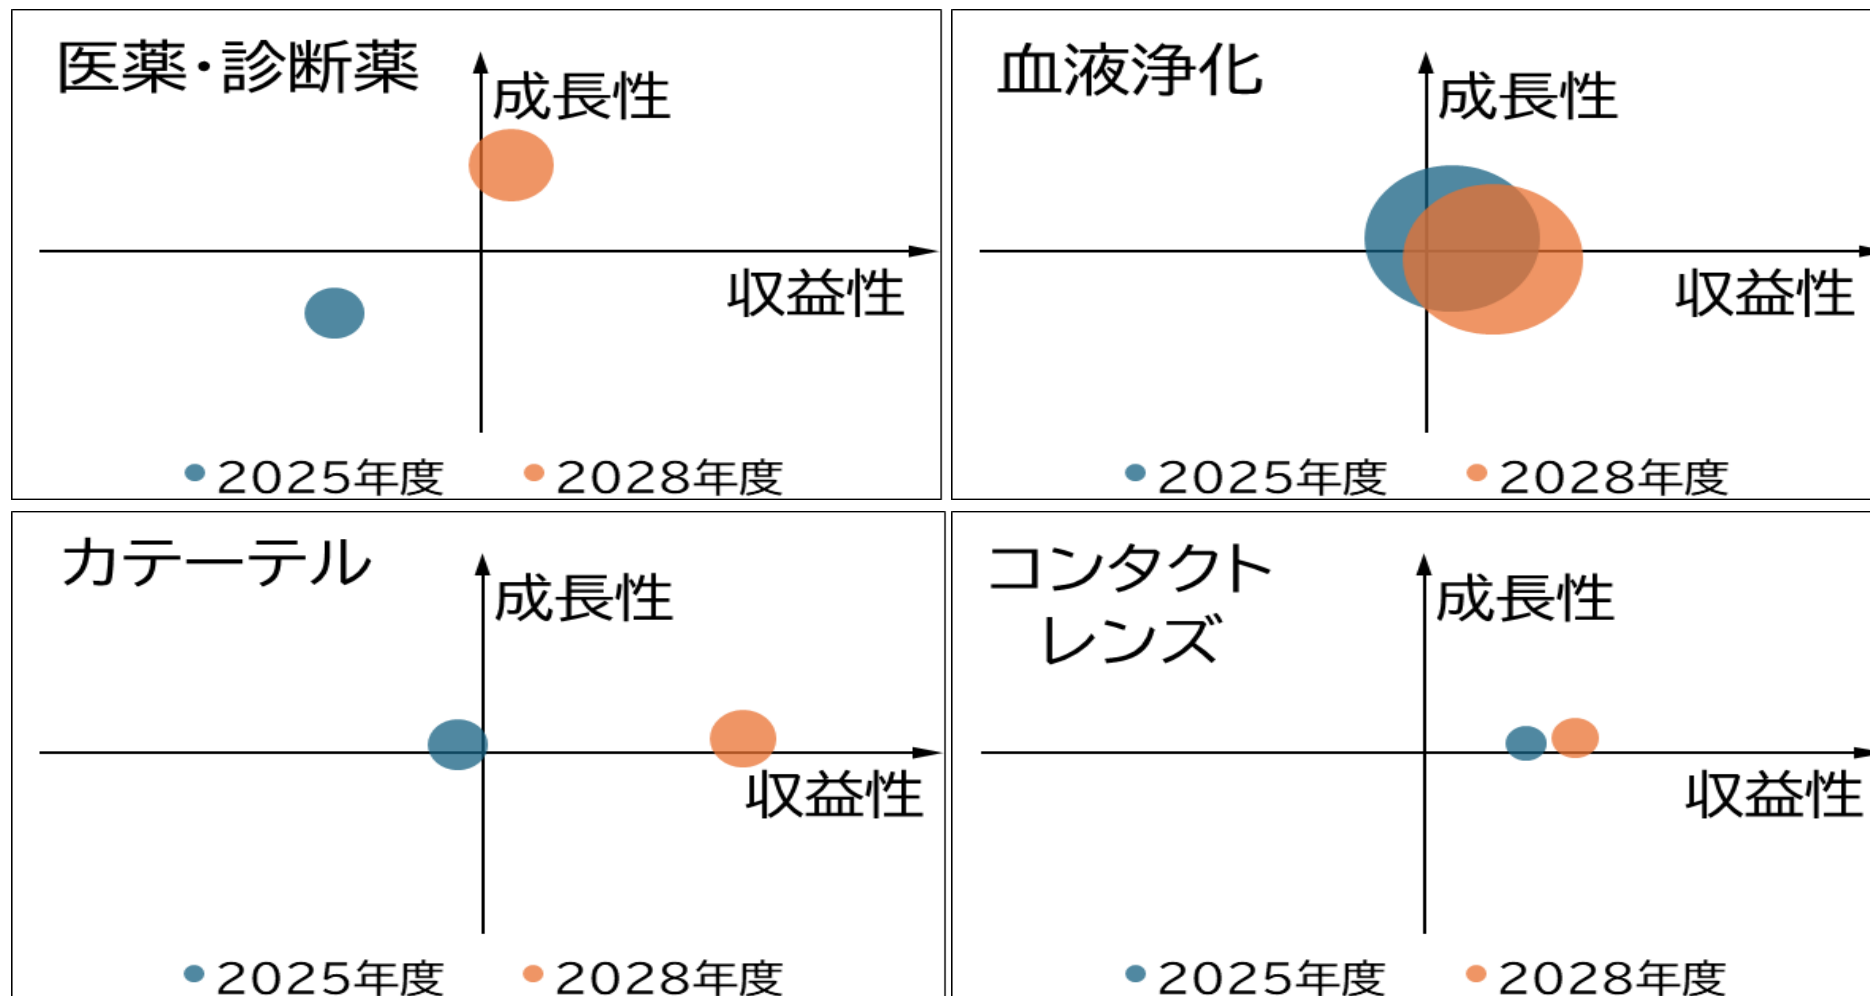 医薬・診断薬
成長性
収益性
2025年度 2028年度
血液浄化
成長性
収益性
2025年度 2028年度
カテーテル
成長性
収益性
2025年度 2028年度
コンタクト
レンズ
成長性
収益性
2025年度 2028年度